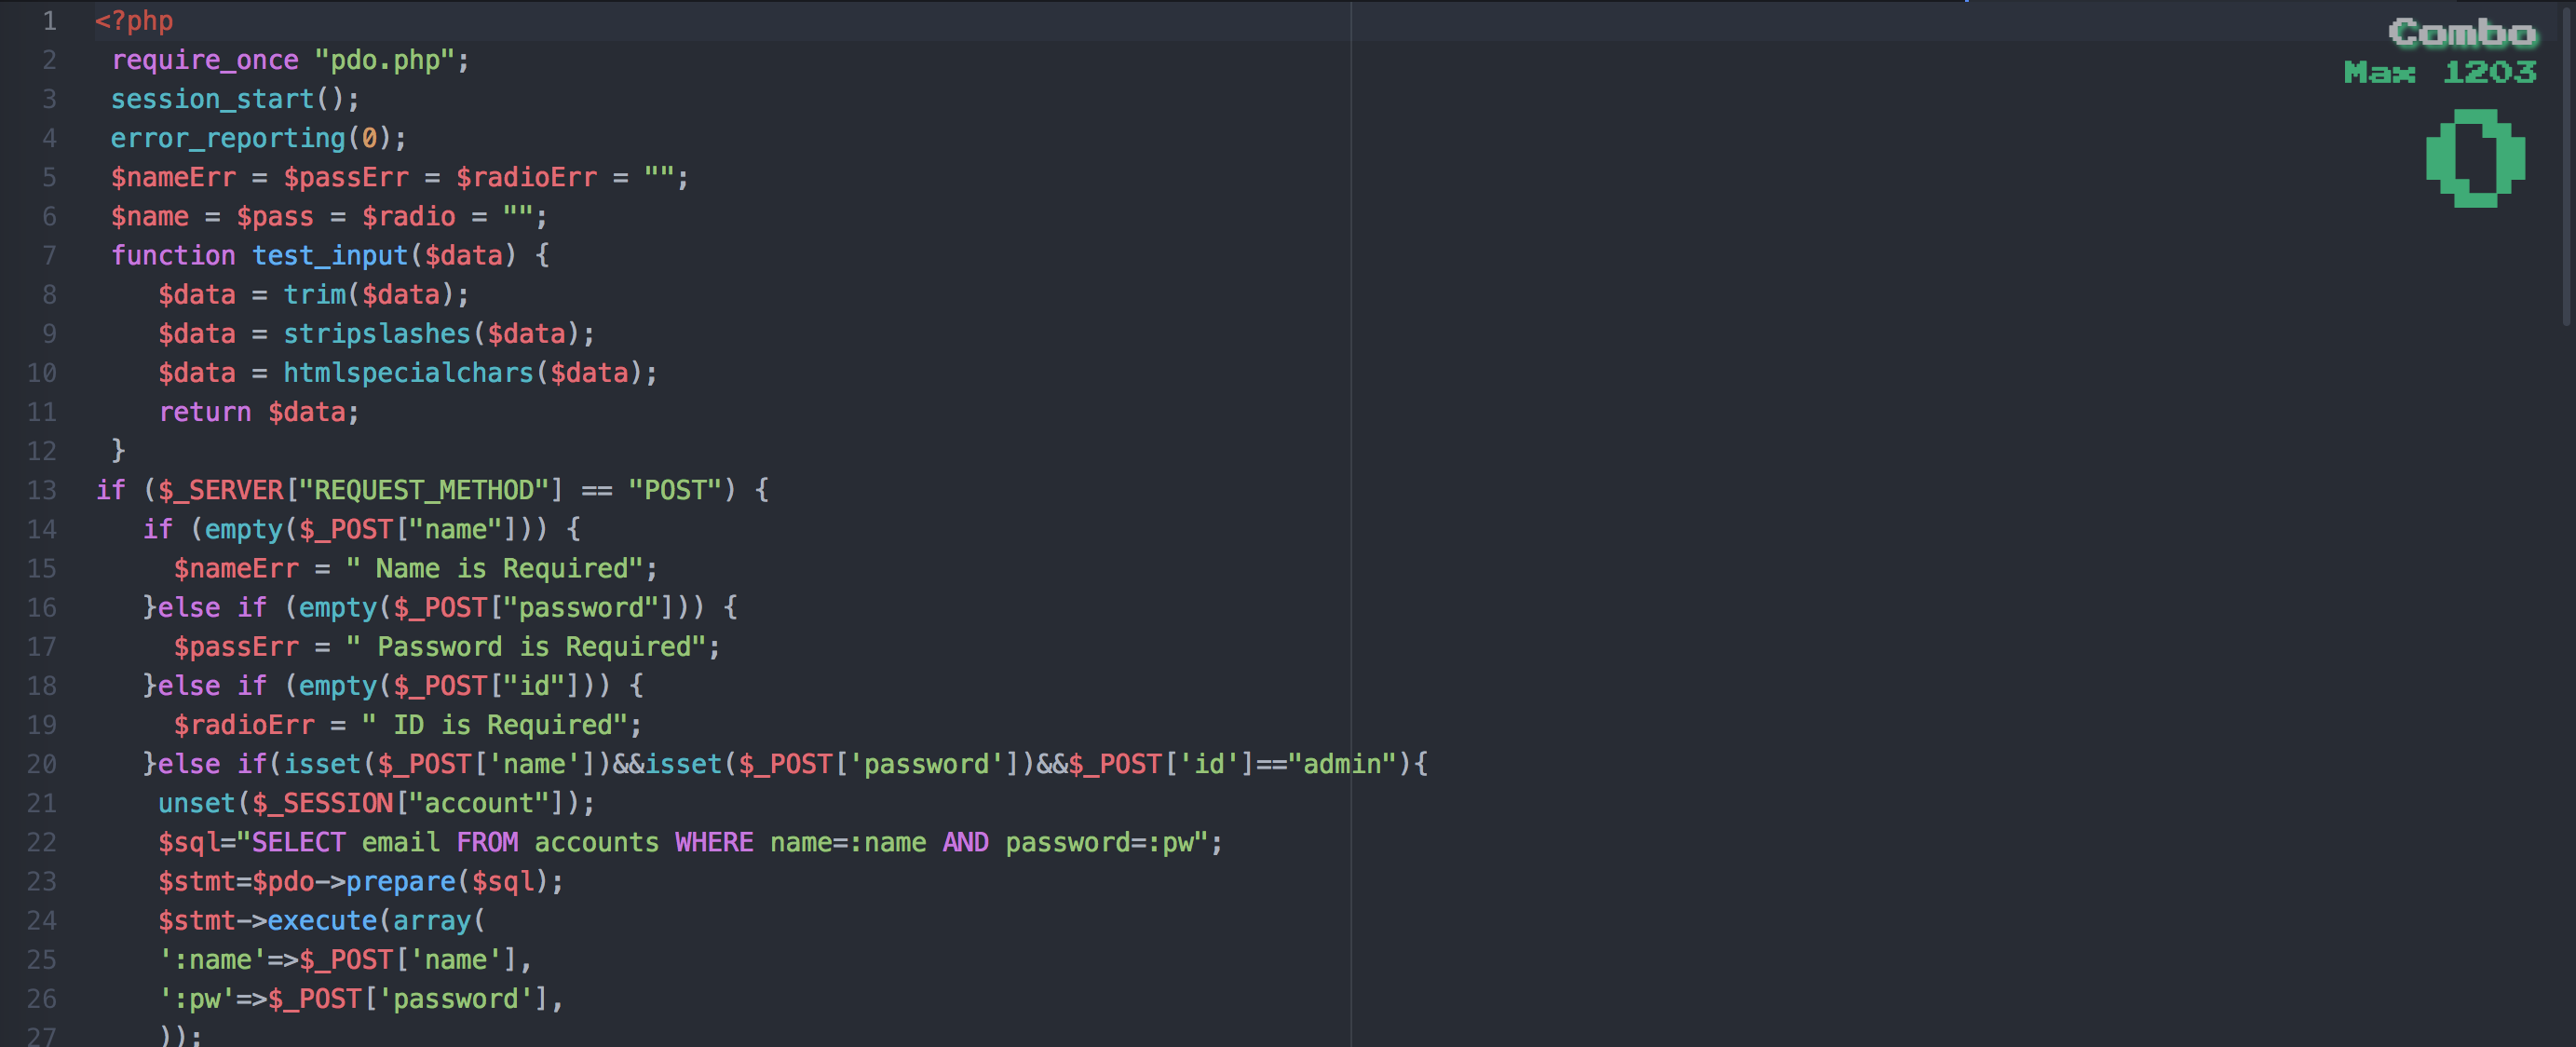 1 <?php
2 require_once "pdo.php";
3 session_start();
4 error_reporting(0);
5 $nameErr = $passErr = $radioErr = "";
6 $name = $pass = $radio = "";
7 function test_input($data) {
8 $data = trim($data);
9 $data = stripslashes($data);
10 $data = htmlspecialchars($data);
11 return $data;
12 }
13 if ($_SERVER["REQUEST_METHOD"] == "POST") {
14 if (empty($_POST["name"])) {
15 $nameErr = " Name is Required";
16 }else if (empty($_POST["password"])) {
17 $passErr = " Password is Required";
18 }else if (empty($_POST["id"])) {
19 $radioErr = " ID is Required";
20 }else if(isset($_POST['name'])&&isset($_POST['password'])&&$_POST['id']=="admin"){
21 unset($_SESSION["account"]);
22 $sql="SELECT email FROM accounts WHERE name=:name AND password=:pw";
23 $stmt=$pdo->prepare($sql);
24 $stmt->execute(array(
25 ':name'=>$_POST['name'],
26 ':pw'=>$_POST['password'],
27 ));
Combo
Max 1203
0